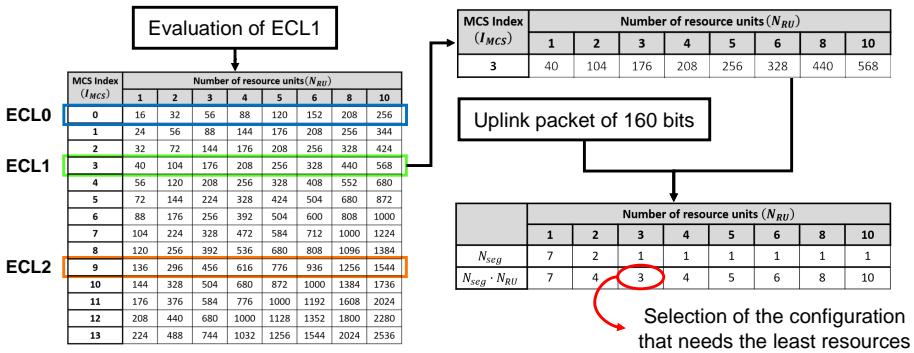 Evaluation of ECL1
MCS Index
(I_MCS)
Number of resource units(N_RU)
1 2 3 4 5 6 8 10
ECL0
0 16 32 56 88 120 152 208 256
1 24 56 88 144 176 208 256 344
2 32 72 144 176 208 256 328 424
ECL1
3 40 104 176 208 256 328 440 568
4 56 120 208 256 328 408 552 680
5 72 144 224 328 424 504 680 872
6 88 176 256 392 504 600 808 1000
7 104 224 328 472 584 712 1000 1224
8 120 256 392 536 680 808 1096 1384
ECL2
9 136 296 456 616 776 936 1256 1544
10 144 328 504 680 872 1000 1384 1736
11 176 376 584 776 1000 1192 1608 2024
12 208 440 680 1000 1128 1352 1800 2280
13 224 488 744 1032 1256 1544 2024 2536
MCS Index
(I_MCS)
Number of resource units (N_RU)
1 2 3 4 5 6 8 10
3 40 104 176 208 256 328 440 568
Uplink packet of 160 bits
Number of resource units (N_RU)
1 2 3 4 5 6 8 10
N_seg 7 2 1 1 1 1 1 1
N_seg · N_RU 7 4 3 4 5 6 8 10
Selection of the configuration
that needs the least resources